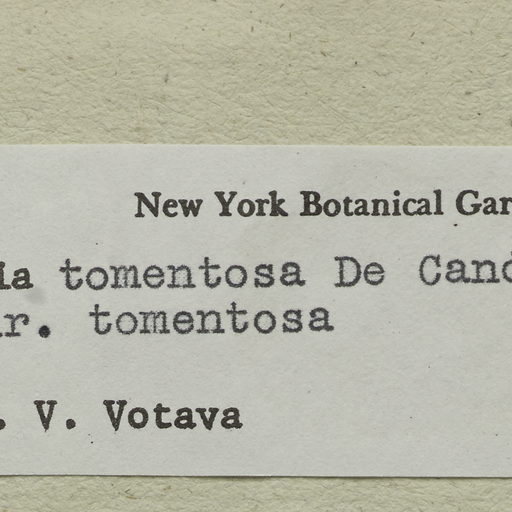 New York Botanical Gar
ia tomentosa De Cand
r. tomentosa
. V. Votava